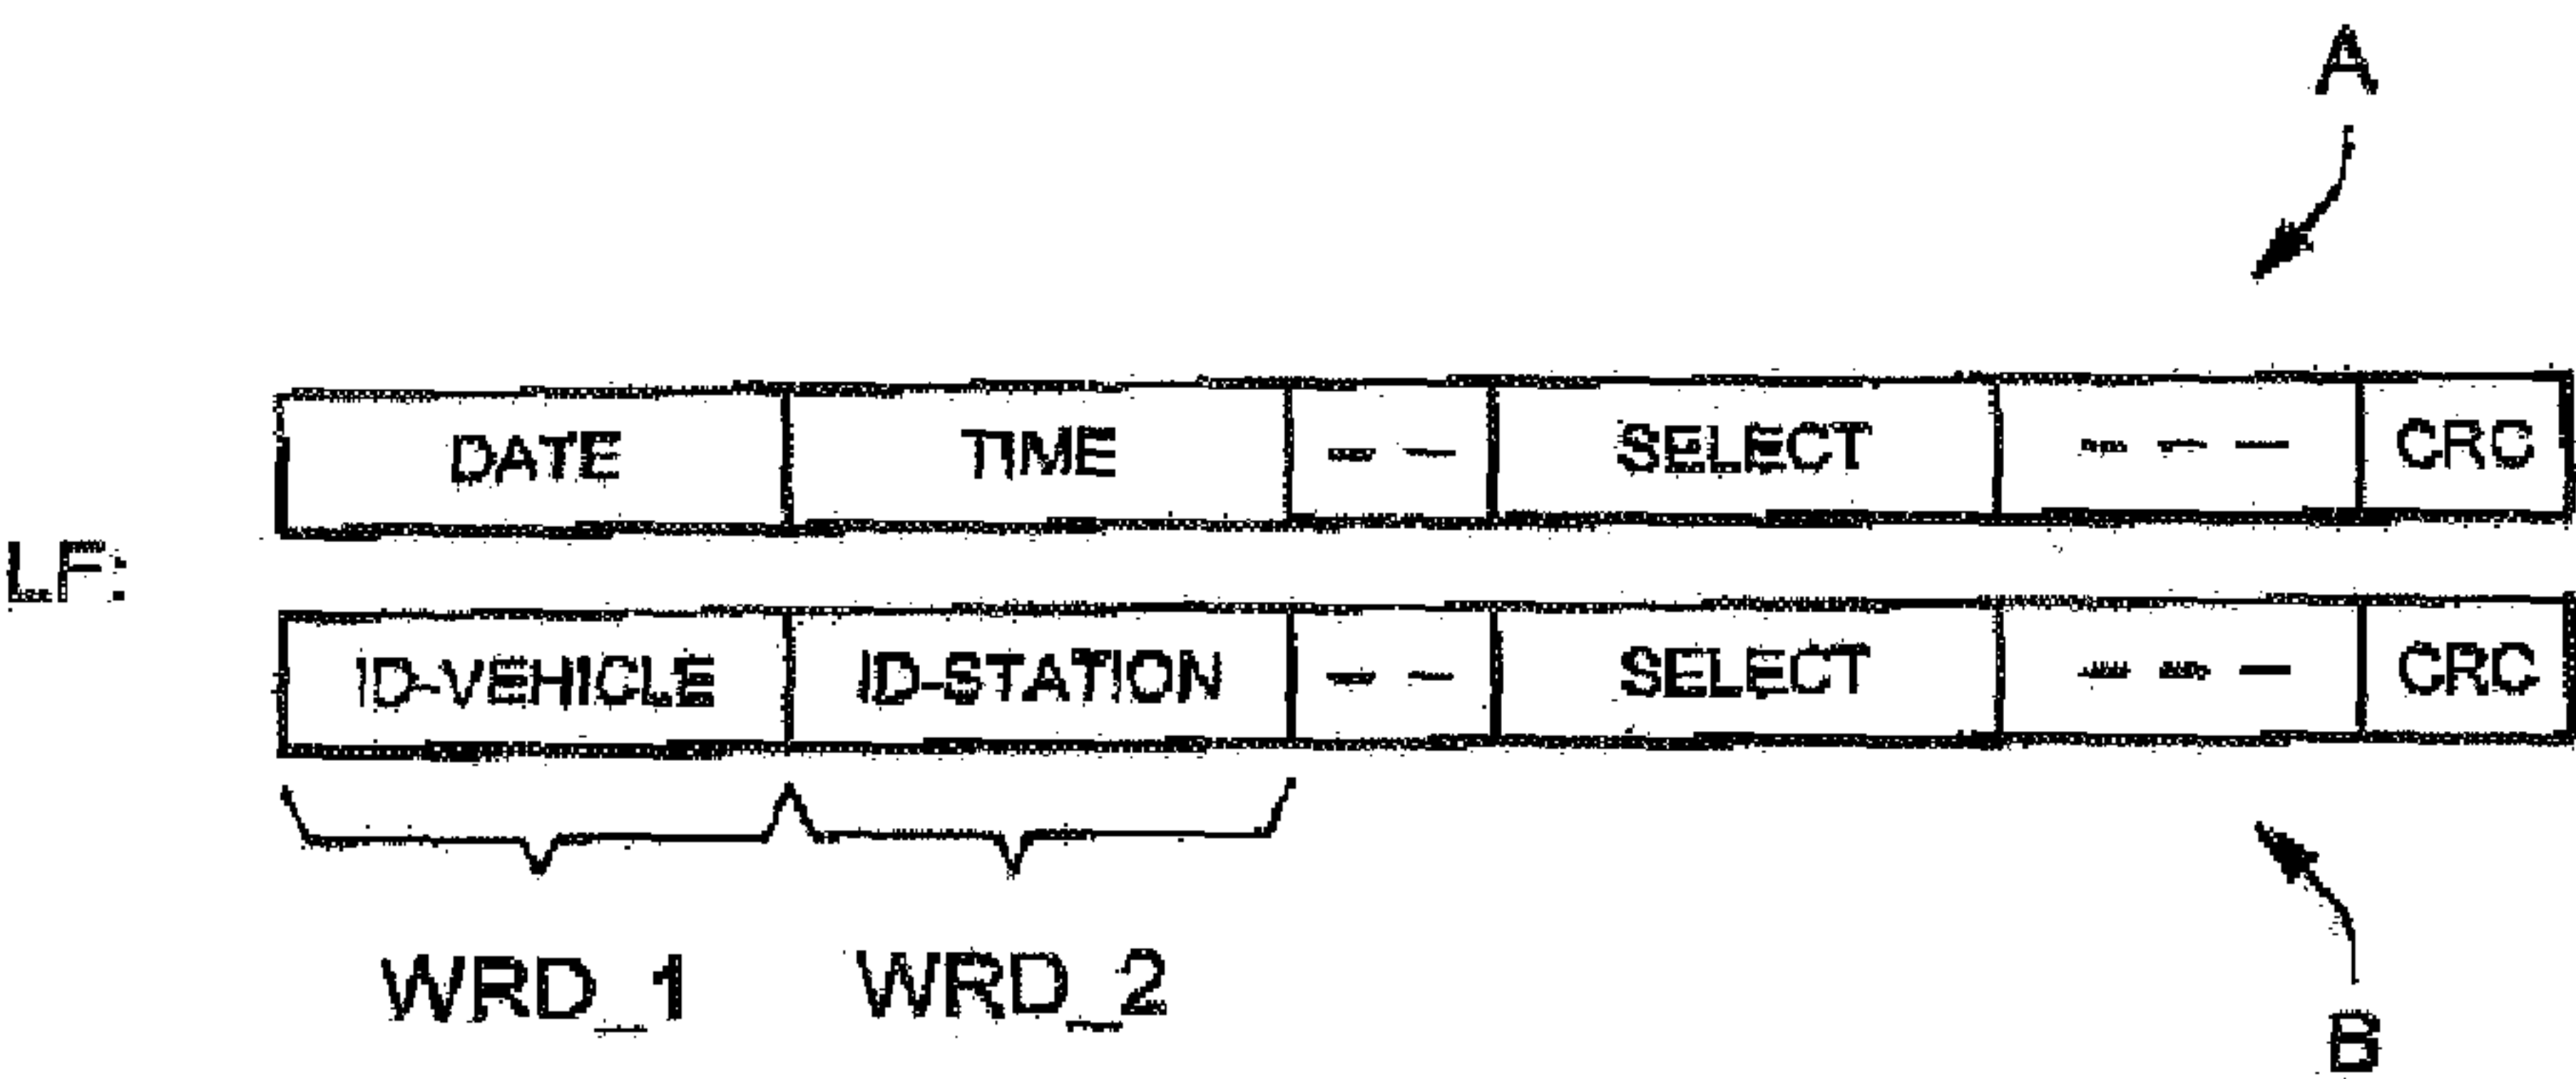 A
DATE TIME -- SELECT --- CRC
LF:
ID-VEHICLE ID-STATION -- SELECT --- CRC
WRD_1 WRD_2
B